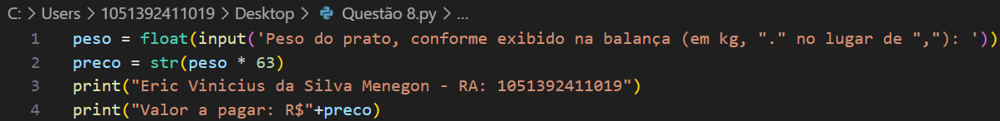 C: > Users > 1051392411019 > Desktop > Questão 8.py > ...
1 peso = float(input('Peso do prato, conforme exibido na balança (em kg, "." no lugar de ","): '))
2 preco = str(peso * 63)
3 print("Eric Vinicius da Silva Menegon - RA: 1051392411019")
4 print("Valor a pagar: R$"+preco)